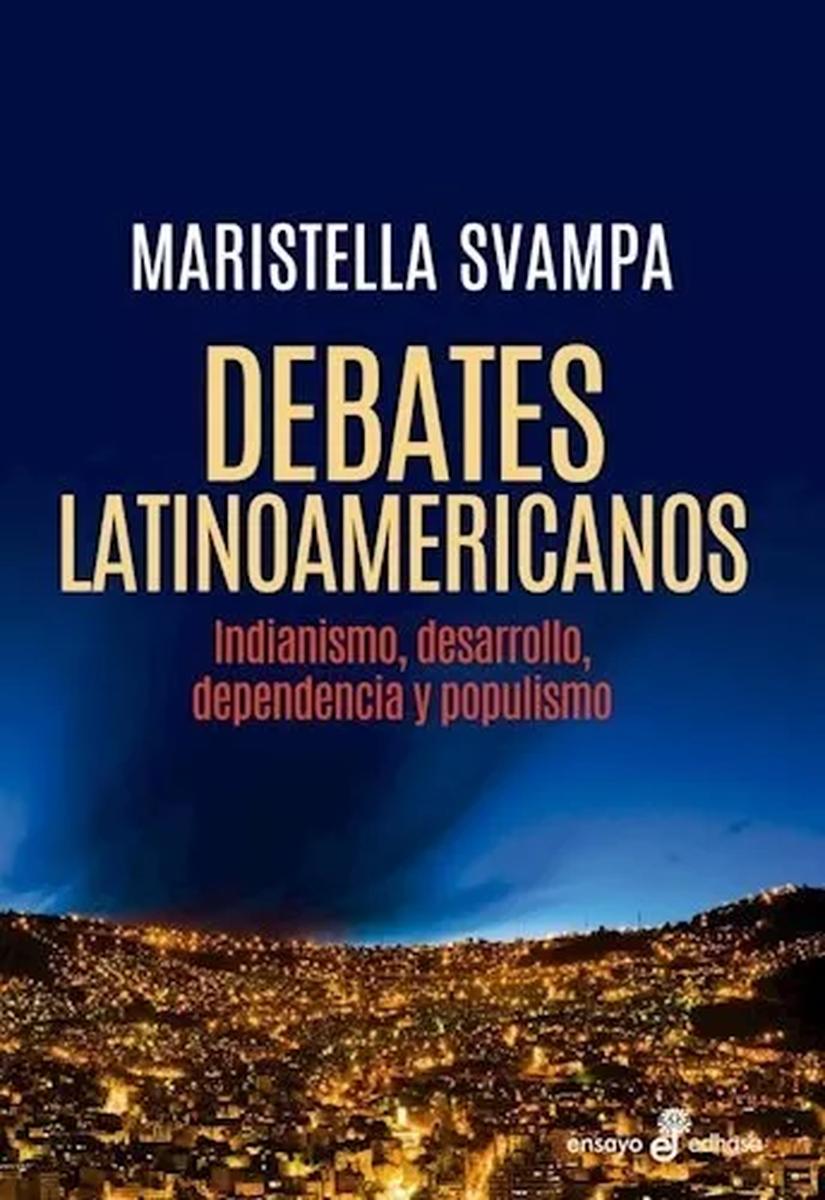 MARISTELLA SVAMPA
DEBATES
LATINOAMERICANOS
Indianismo, desarrollo,
dependencia y populismo
ensayo edhasa